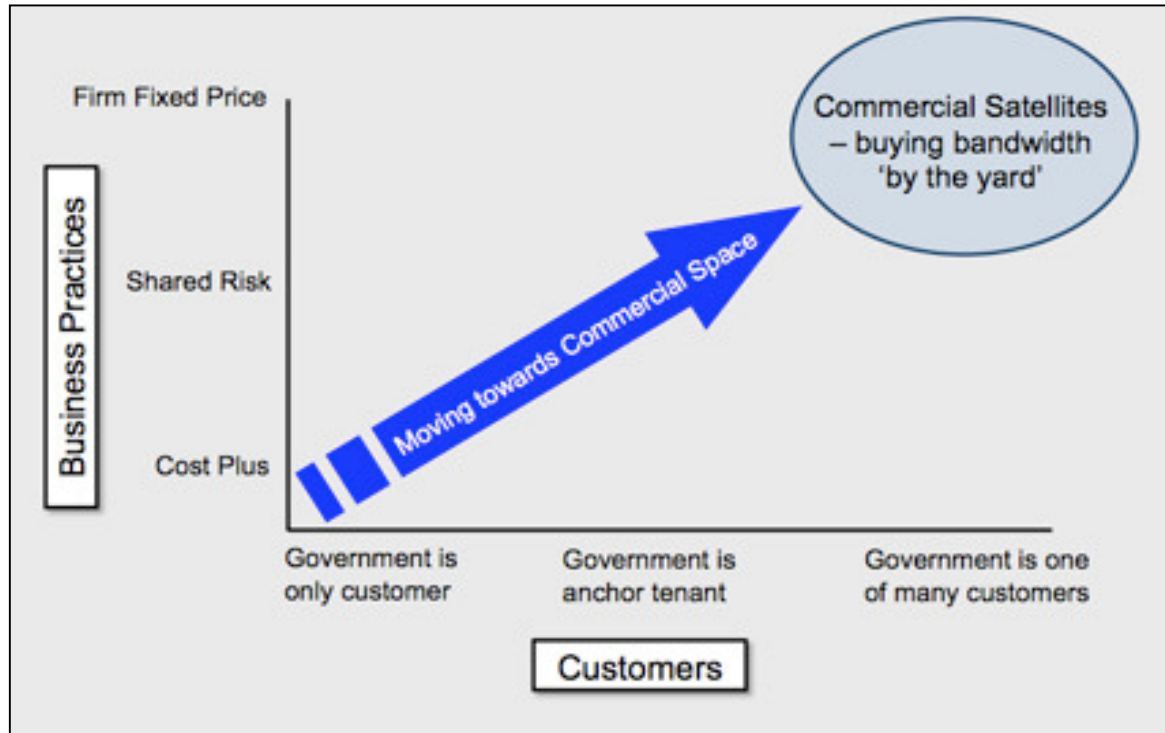 Firm Fixed Price
Commercial Satellites
– buying bandwidth
‘by the yard’
Business Practices
Shared Risk
Moving towards Commercial Space
Cost Plus
Government is
only customer
Government is
anchor tenant
Government is one
of many customers
Customers